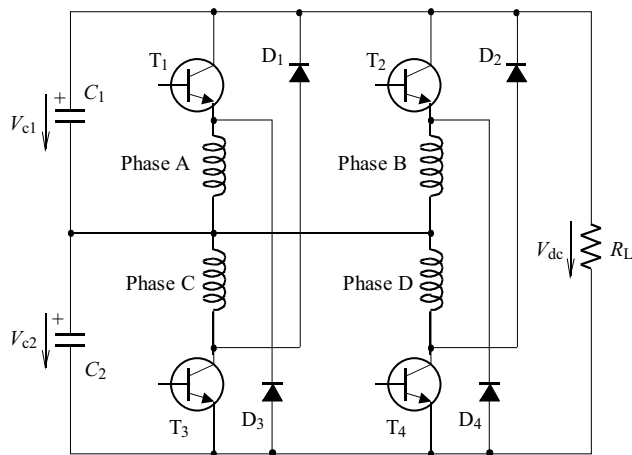 T1
D1
T2
D2
+
C1
Vc1
Phase A
Phase B
Vdc
RL
Phase C
Phase D
+
Vc2
C2
T3
D3
T4
D4